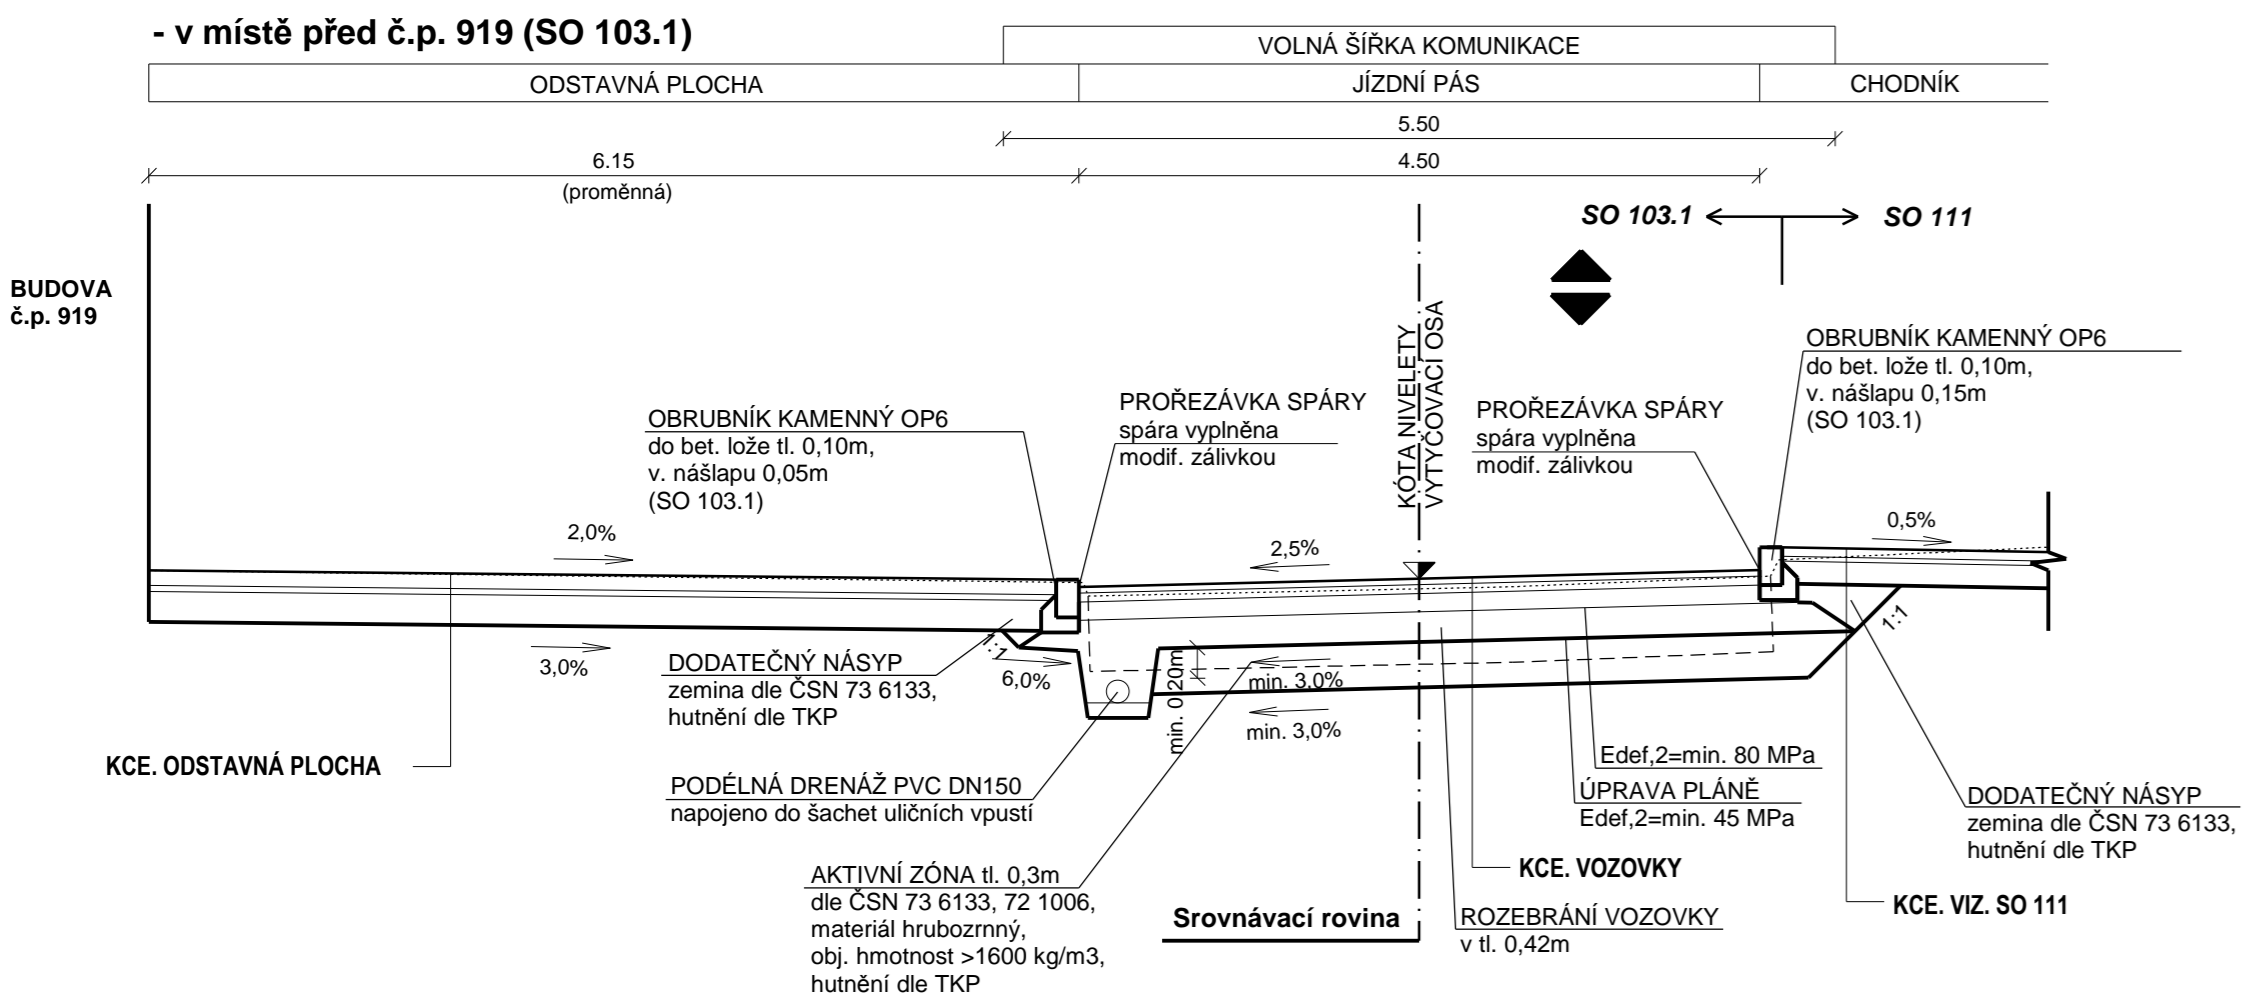 - v místě před č.p. 919 (SO 103.1)
VOLNÁ ŠÍŘKA KOMUNIKACE
ODSTAVNÁ PLOCHA
JÍZDNÍ PÁS
CHODNÍK
5.50
6.15
(proměnná)
4.50
SO 103.1
SO 111
BUDOVA
č.p. 919
KÓTA NIVELETY
VYTYČOVACÍ OSA
OBRUBNÍK KAMENNÝ OP6
do bet. lože tl. 0,10m,
v. nášlapu 0,05m
(SO 103.1)
PROŘEZÁVKA SPÁRY
spára vyplněna
modif. zálivkou
PROŘEZÁVKA SPÁRY
spára vyplněna
modif. zálivkou
OBRUBNÍK KAMENNÝ OP6
do bet. lože tl. 0,10m,
v. nášlapu 0,15m
(SO 103.1)
2,0%
2,5%
0,5%
3,0%
1:1
6,0%
min. 0,20m
min. 3,0%
min. 3,0%
1:1
DODATEČNÝ NÁSYP
zemina dle ČSN 73 6133,
hutnění dle TKP
KCE. ODSTAVNÁ PLOCHA
PODÉLNÁ DRENÁŽ PVC DN150
napojeno do šachet uličních vpustí
AKTIVNÍ ZÓNA tl. 0,3m
dle ČSN 73 6133, 72 1006,
materiál hrubozrnný,
obj. hmotnost >1600 kg/m3,
hutnění dle TKP
Srovnávací rovina
Edef,2=min. 80 MPa
ÚPRAVA PLÁNĚ
Edef,2=min. 45 MPa
KCE. VOZOVKY
ROZEBRÁNÍ VOZOVKY
v tl. 0,42m
DODATEČNÝ NÁSYP
zemina dle ČSN 73 6133,
hutnění dle TKP
KCE. VIZ. SO 111